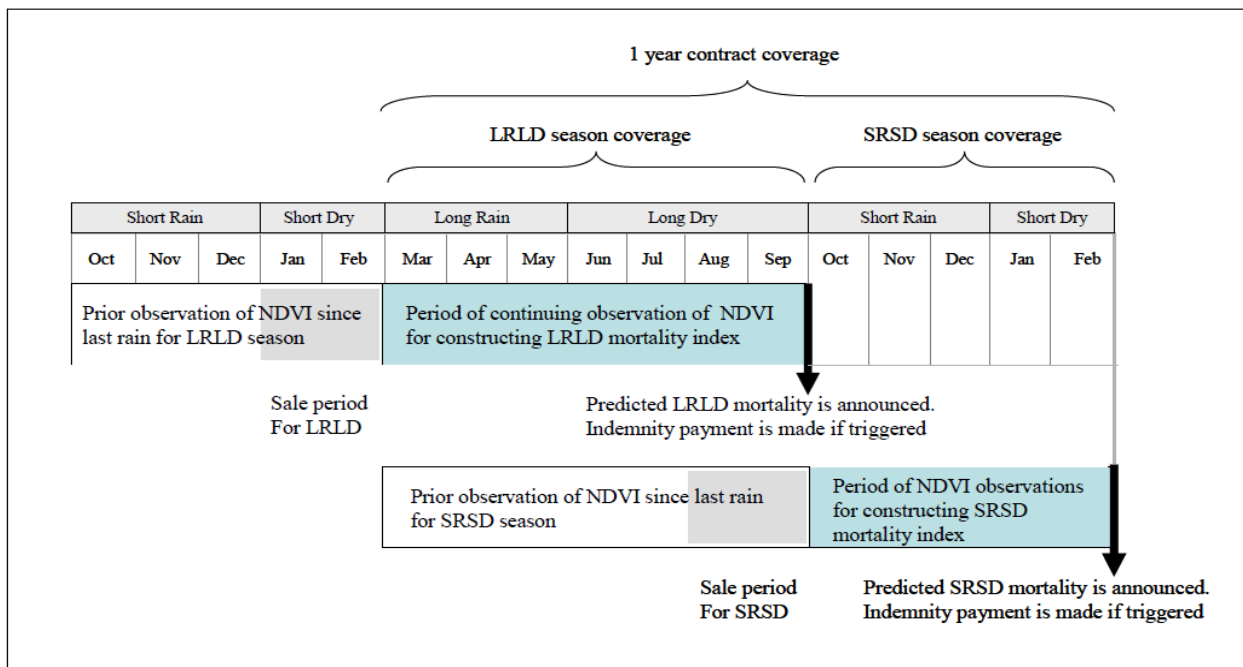 1 year contract coverage
LRLD season coverage
SRSD season coverage
Short Rain
Short Dry
Long Rain
Long Dry
Short Rain
Short Dry
Oct
Nov
Dec
Jan
Feb
Mar
Apr
May
Jun
Jul
Aug
Sep
Oct
Nov
Dec
Jan
Feb
Prior observation of NDVI since
last rain for LRLD season
Period of continuing observation of NDVI
for constructing LRLD mortality index
Sale period
For LRLD
Predicted LRLD mortality is announced.
Indemnity payment is made if triggered
Prior observation of NDVI since last rain
for SRSD season
Period of NDVI observations
for constructing SRSD
mortality index
Sale period
For SRSD
Predicted SRSD mortality is announced.
Indemnity payment is made if triggered